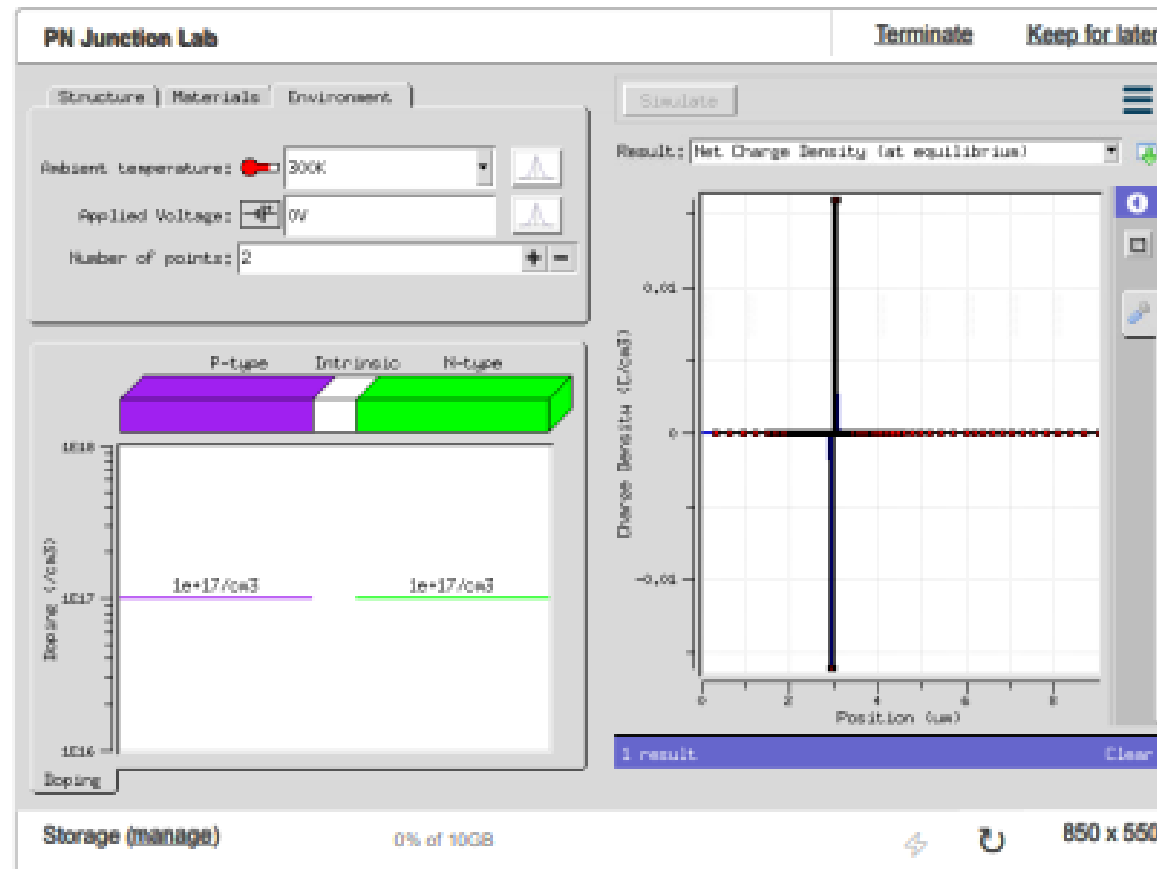 PN Junction Lab
Terminate
Keep for later
Structure
Materials
Environment
Ambient temperature:
300K
Applied Voltage:
0V
Number of points:
2
+
-
P-type
Intrinsic
N-type
1E18
1E17
1E16
Doping (/cm3)
1e+17/cm3
1e+17/cm3
Doping
Simulate
Result:
Net Charge Density (at equilibrium)
Charge Density (C/cm3)
0.01
0
-0.01
0
2
4
6
8
Position (um)
1 result
Clear
Storage (manage)
0% of 10GB
850 x 550